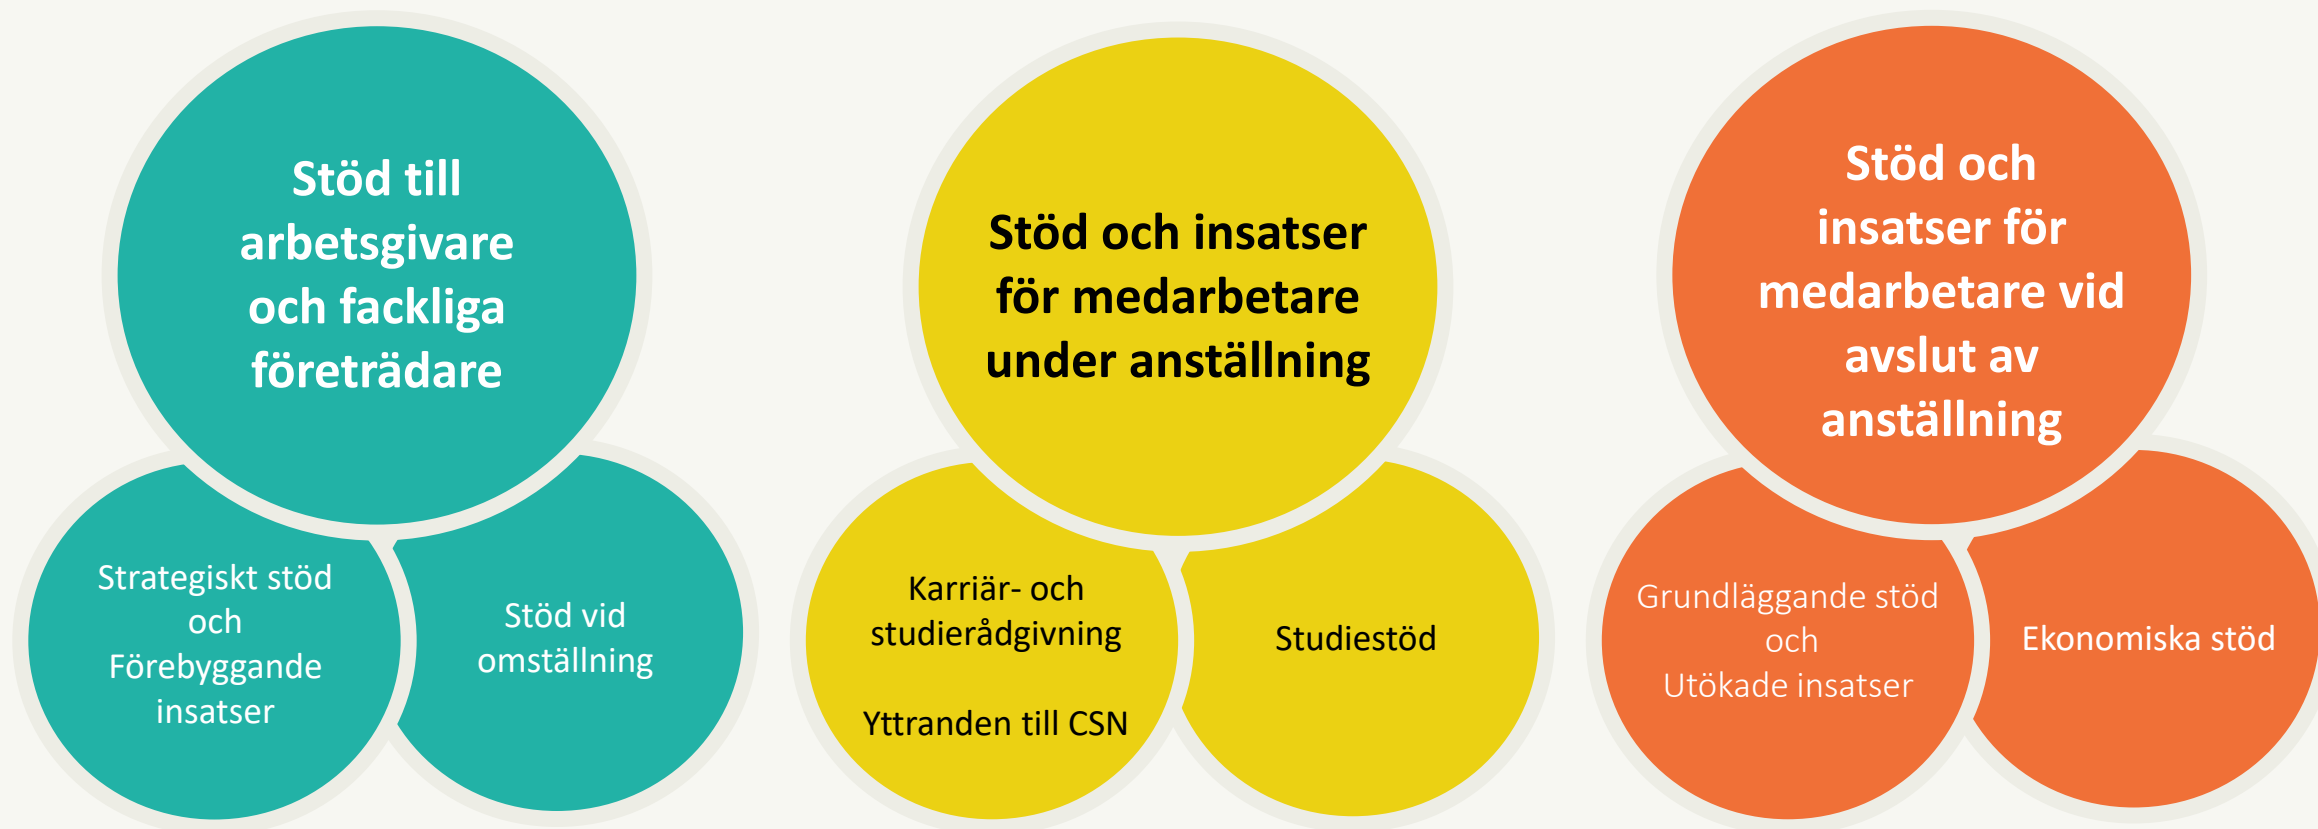 Stöd till
arbetsgivare
och fackliga
företrädare
Strategiskt stöd
och
Förebyggande
insatser
Stöd vid
omställning
Stöd och insatser
för medarbetare
under anställning
Karriär- och
studierådgivning
Yttranden till CSN
Studiestöd
Stöd och
insatser för
medarbetare vid
avslut av
anställning
Grundläggande stöd
och
Utökade insatser
Ekonomiska stöd